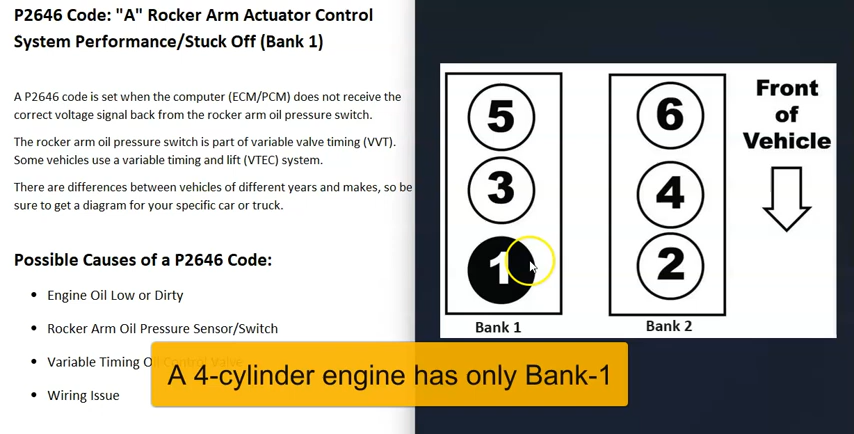 P2646 Code: "A" Rocker Arm Actuator Control
System Performance/Stuck Off (Bank 1)
A P2646 code is set when the computer (ECM/PCM) does not receive the
correct voltage signal back from the rocker arm oil pressure switch.
The rocker arm oil pressure switch is part of variable valve timing (VVT).
Some vehicles use a variable timing and lift (VTEC) system.
There are differences between vehicles of different years and makes, so be
sure to get a diagram for your specific car or truck.
Possible Causes of a P2646 Code:
• Engine Oil Low or Dirty
• Rocker Arm Oil Pressure Sensor/Switch
• Variable Timing Oil Control Valve
• Wiring Issue
5
3
1
Bank 1
6
4
2
Bank 2
Front
of
Vehicle
A 4-cylinder engine has only Bank-1